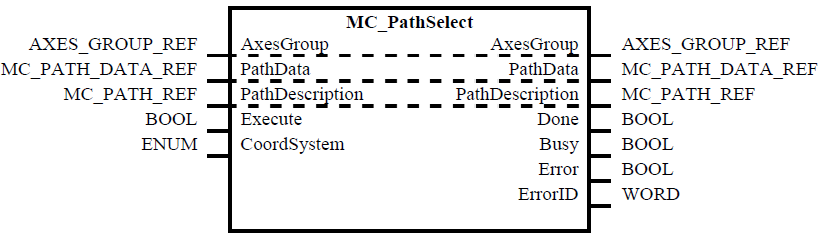 MC_PathSelect
AXES_GROUP_REF AxesGroup AxesGroup AXES_GROUP_REF
MC_PATH_DATA_REF PathData PathData MC_PATH_DATA_REF
MC_PATH_REF PathDescription PathDescription MC_PATH_REF
BOOL Execute Done BOOL
ENUM CoordSystem Busy BOOL
Error BOOL
ErrorID WORD